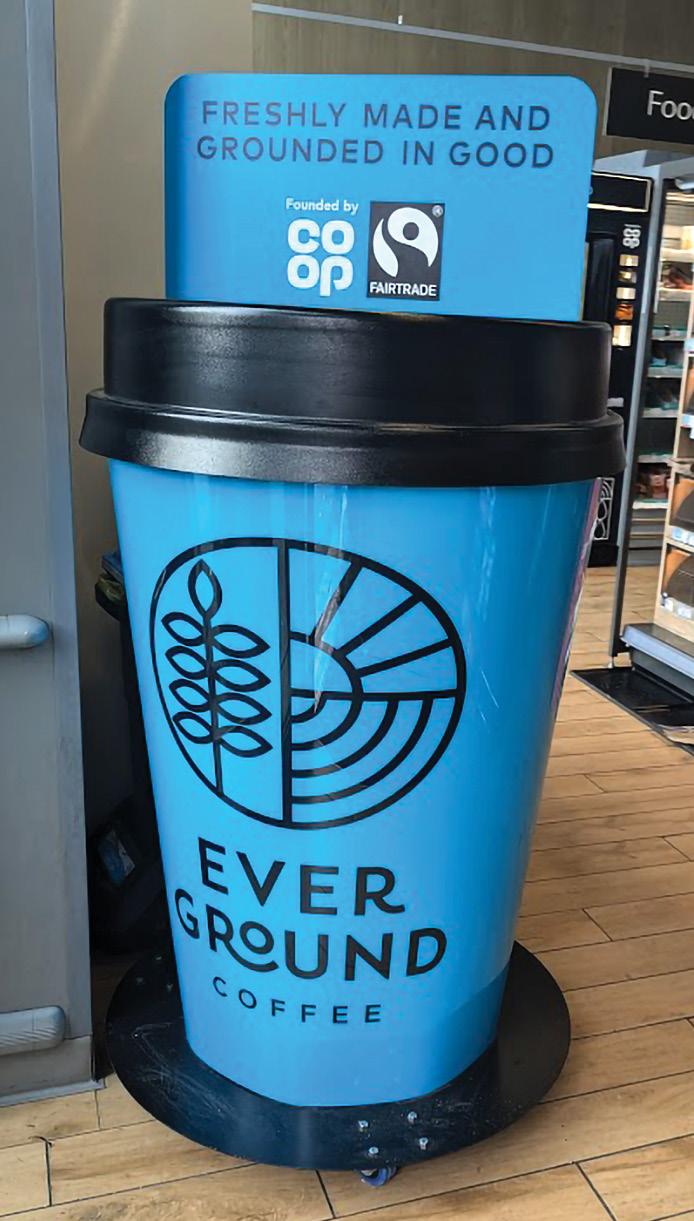 FRESHLY MADE AND
GROUNDED IN GOOD
Founded by
CO
OP
FAIRTRADE
EVER
GROUND
COFFEE